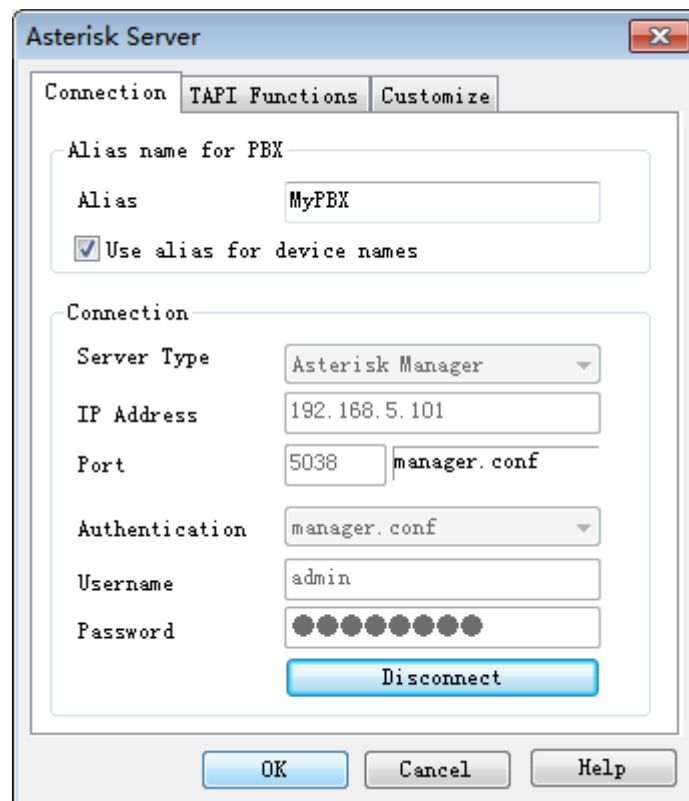 Asterisk Server
Connection TAPI Functions Customize
Alias name for PBX
Alias MyPBX
Use alias for device names
Connection
Server Type Asterisk Manager
IP Address 192.168.5.101
Port 5038 manager.conf
Authentication manager.conf
Username admin
Password ●●●●●●●●
Disconnect
OK Cancel Help